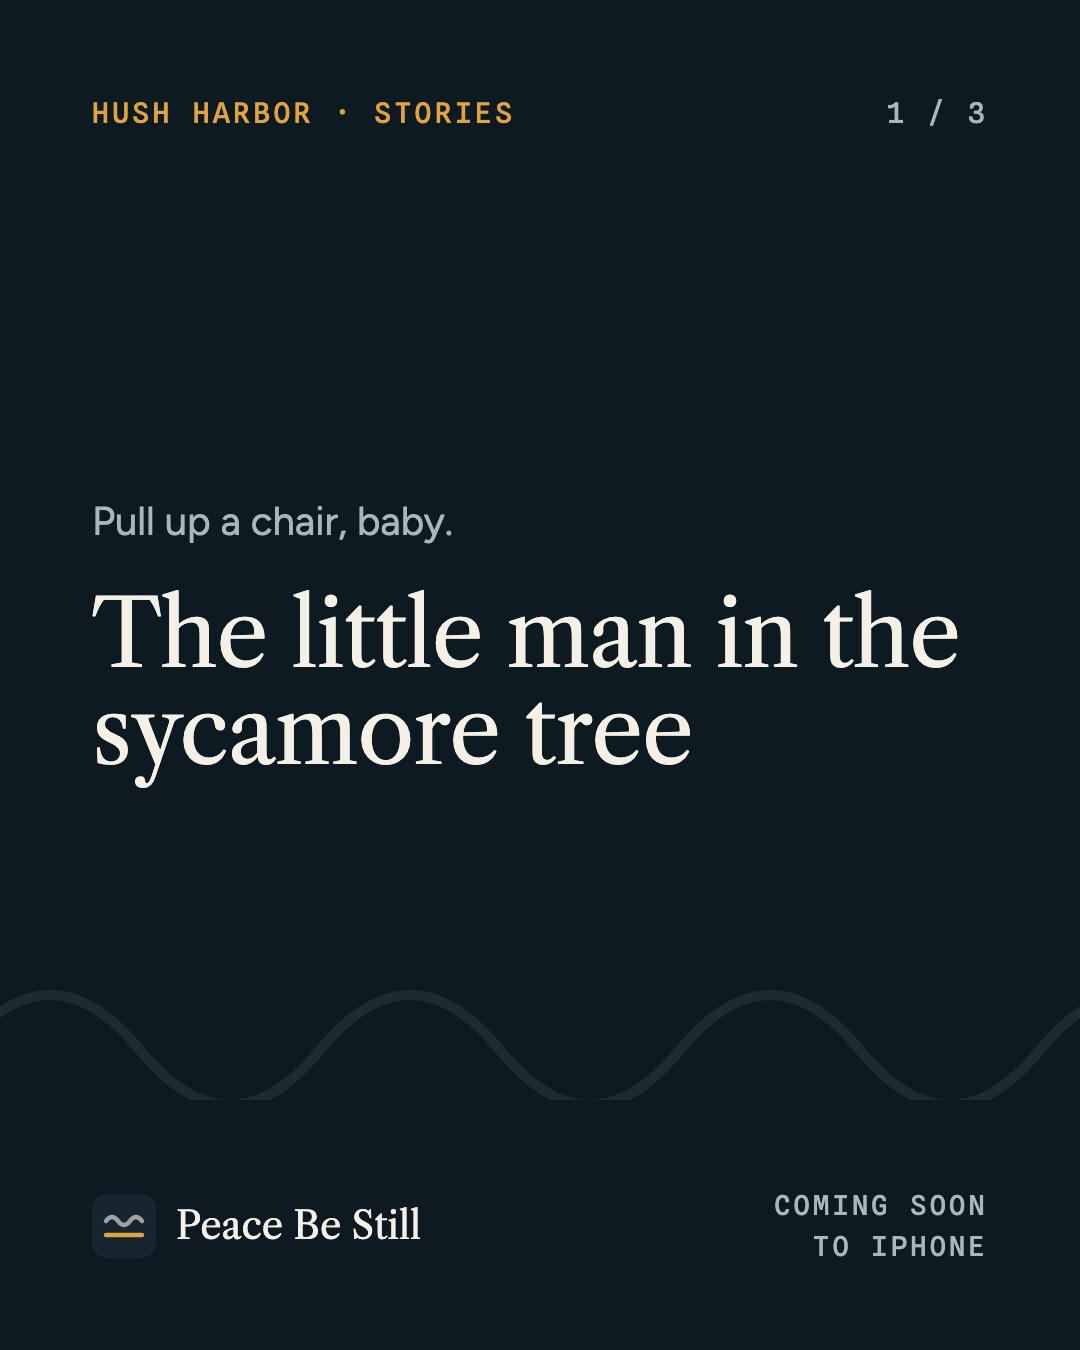 HUSH HARBOR · STORIES
1 / 3
Pull up a chair, baby.
The little man in the
sycamore tree
Peace Be Still
COMING SOON
TO IPHONE